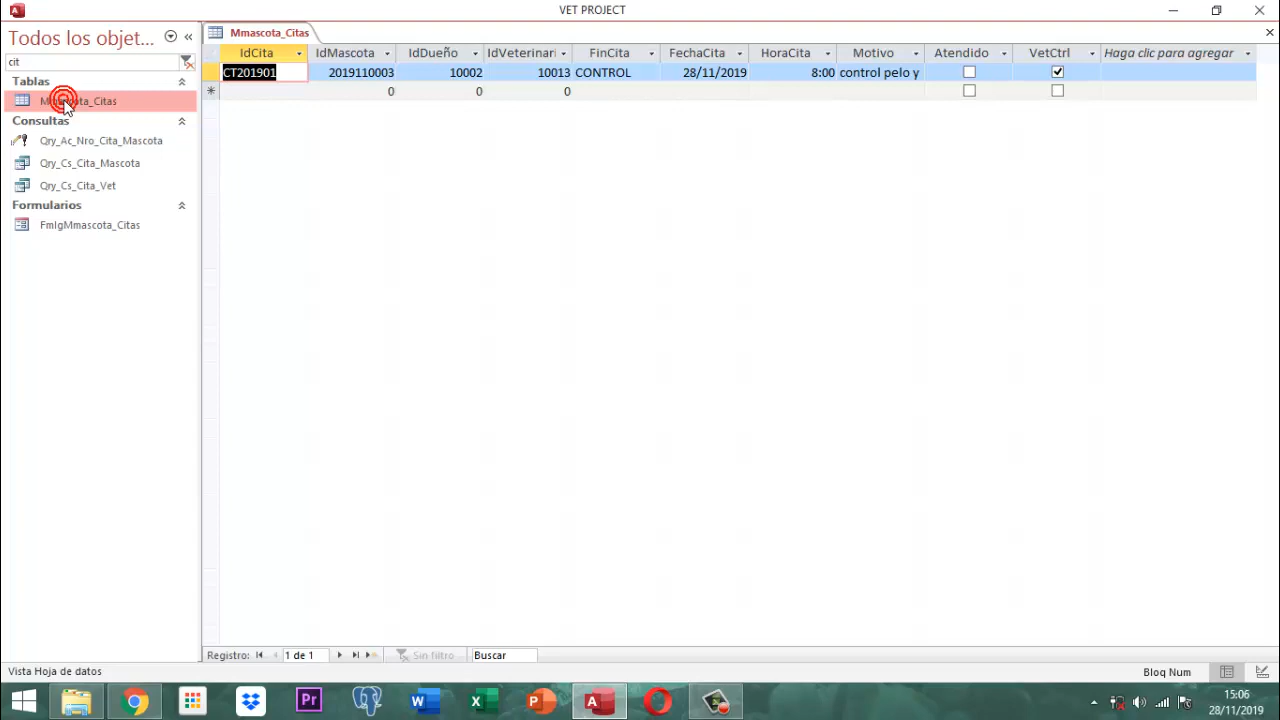 VET PROJECT
Todos los objet...
cit
Tablas
Mmascota_Citas
Consultas
Qry_Ac_Nro_Cita_Mascota
Qry_Cs_Cita_Mascota
Qry_Cs_Cita_Vet
Formularios
FmIgMmascota_Citas
Mmascota_Citas
IdCita IdMascota IdDueño IdVeterinari FinCita FechaCita HoraCita Motivo Atendido VetCtrl Haga clic para agregar
CT201901 2019110003 10002 10013 CONTROL 28/11/2019 8:00 control pelo y
* 0 0 0
Registro: 1 de 1 Sin filtro Buscar
Vista Hoja de datos
Bloq Num
Pr W X P A
15:06
28/11/2019